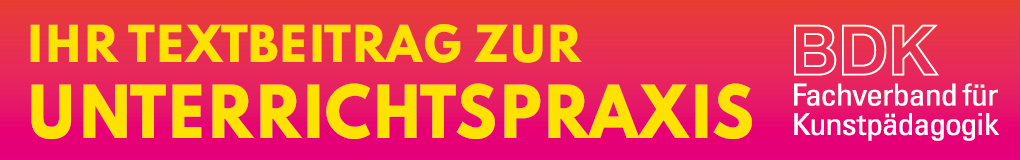 IHR TEXTBEITRAG ZUR
UNTERRICHTSPRAXIS
BDK
Fachverband für
Kunstpädagogik